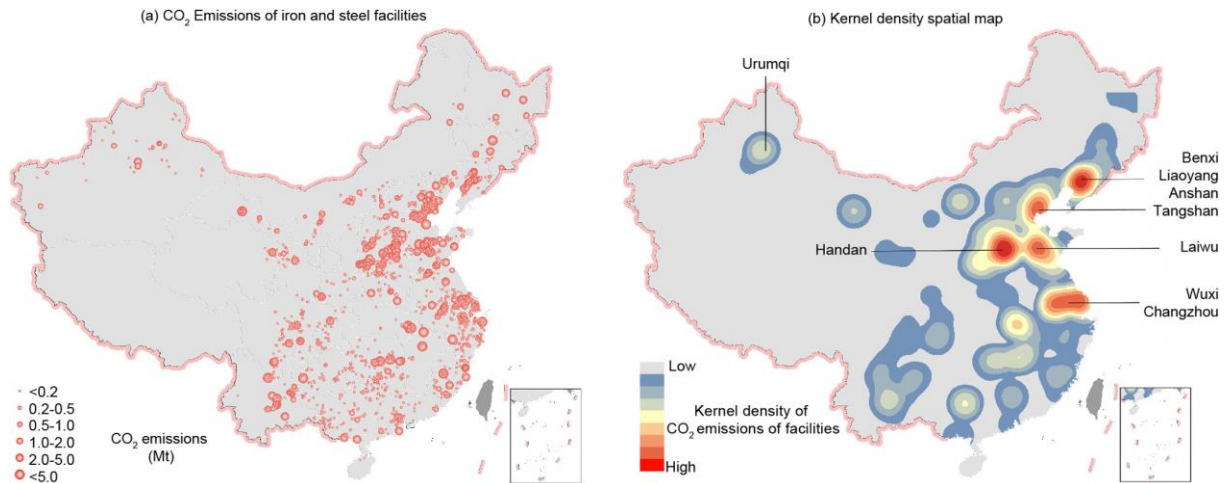 (a) CO₂ Emissions of iron and steel facilities
<0.2
0.2-0.5
0.5-1.0
1.0-2.0
2.0-5.0
<5.0
CO₂ emissions
(Mt)
(b) Kernel density spatial map
Urumqi
Benxi
Liaoyang
Anshan
Tangshan
Handan
Laiwu
Wuxi
Changzhou
Low
Kernel density of
CO₂ emissions of facilities
High